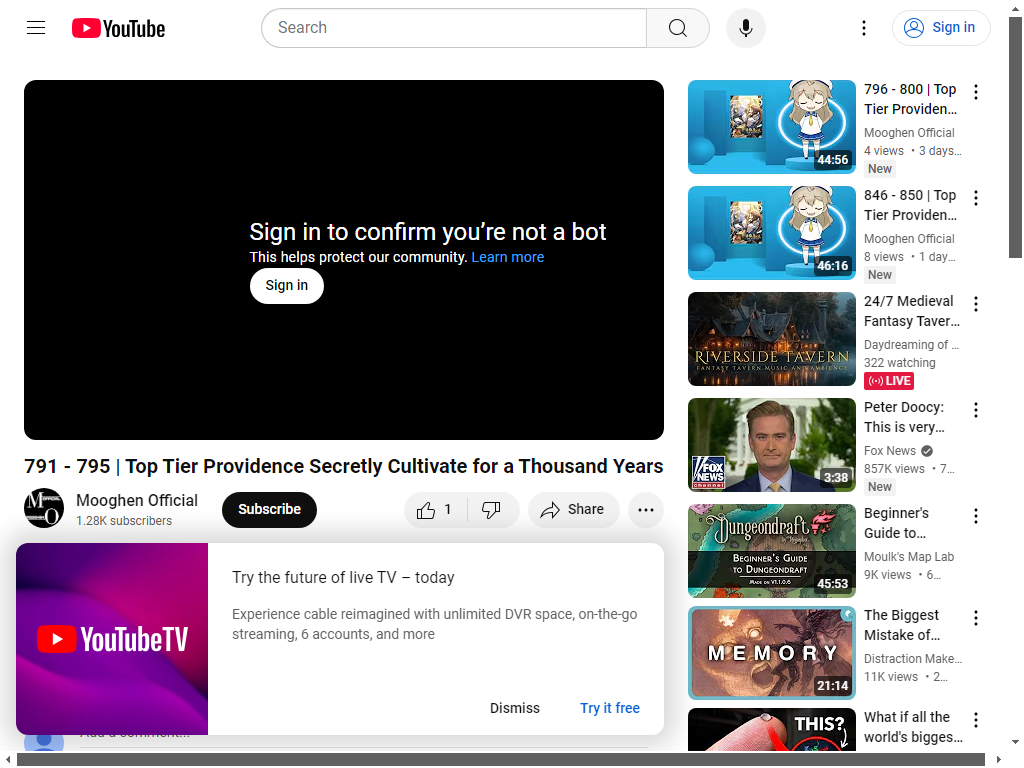 YouTube
Search
Sign in
Sign in to confirm you’re not a bot
This helps protect our community. Learn more
Sign in
791 - 795 | Top Tier Providence Secretly Cultivate for a Thousand Years
Mooghen Official
1.28K subscribers
Subscribe
1
Share
YouTubeTV
Try the future of live TV – today
Experience cable reimagined with unlimited DVR space, on-the-go
streaming, 6 accounts, and more
Dismiss
Try it free
Add a comment...
44:56
796 - 800 | Top
Tier Providen...
Mooghen Official
4 views • 3 days...
New
46:16
846 - 850 | Top
Tier Providen...
Mooghen Official
8 views • 1 day...
New
RIVERSIDE TAVERN
FANTASY TAVERN MUSIC AND AMBIENCE
24/7 Medieval
Fantasy Taver...
Daydreaming of ...
322 watching
LIVE
FOX
NEWS
channel
3:38
Peter Doocy:
This is very...
Fox News
857K views • 7...
New
Dungeondraft
BEGINNER'S GUIDE
TO DUNGEONDRAFT
MADE ON V1.1.0.6
45:53
Beginner's
Guide to...
Moulk's Map Lab
9K views • 6...
MEMORY
21:14
The Biggest
Mistake of...
Distraction Make...
11K views • 2...
THIS?
What if all the
world's bigges...